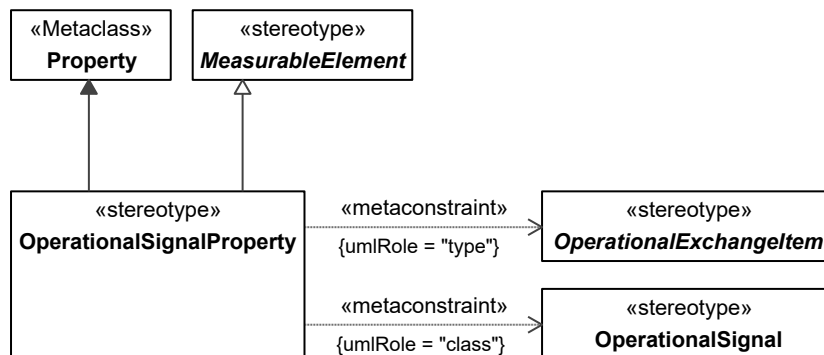 «Metaclass»
Property
«stereotype»
MeasurableElement
«stereotype»
OperationalSignalProperty
«metaconstraint»
{umlRole = "type"}
«stereotype»
OperationalExchangeItem
«metaconstraint»
{umlRole = "class"}
«stereotype»
OperationalSignal